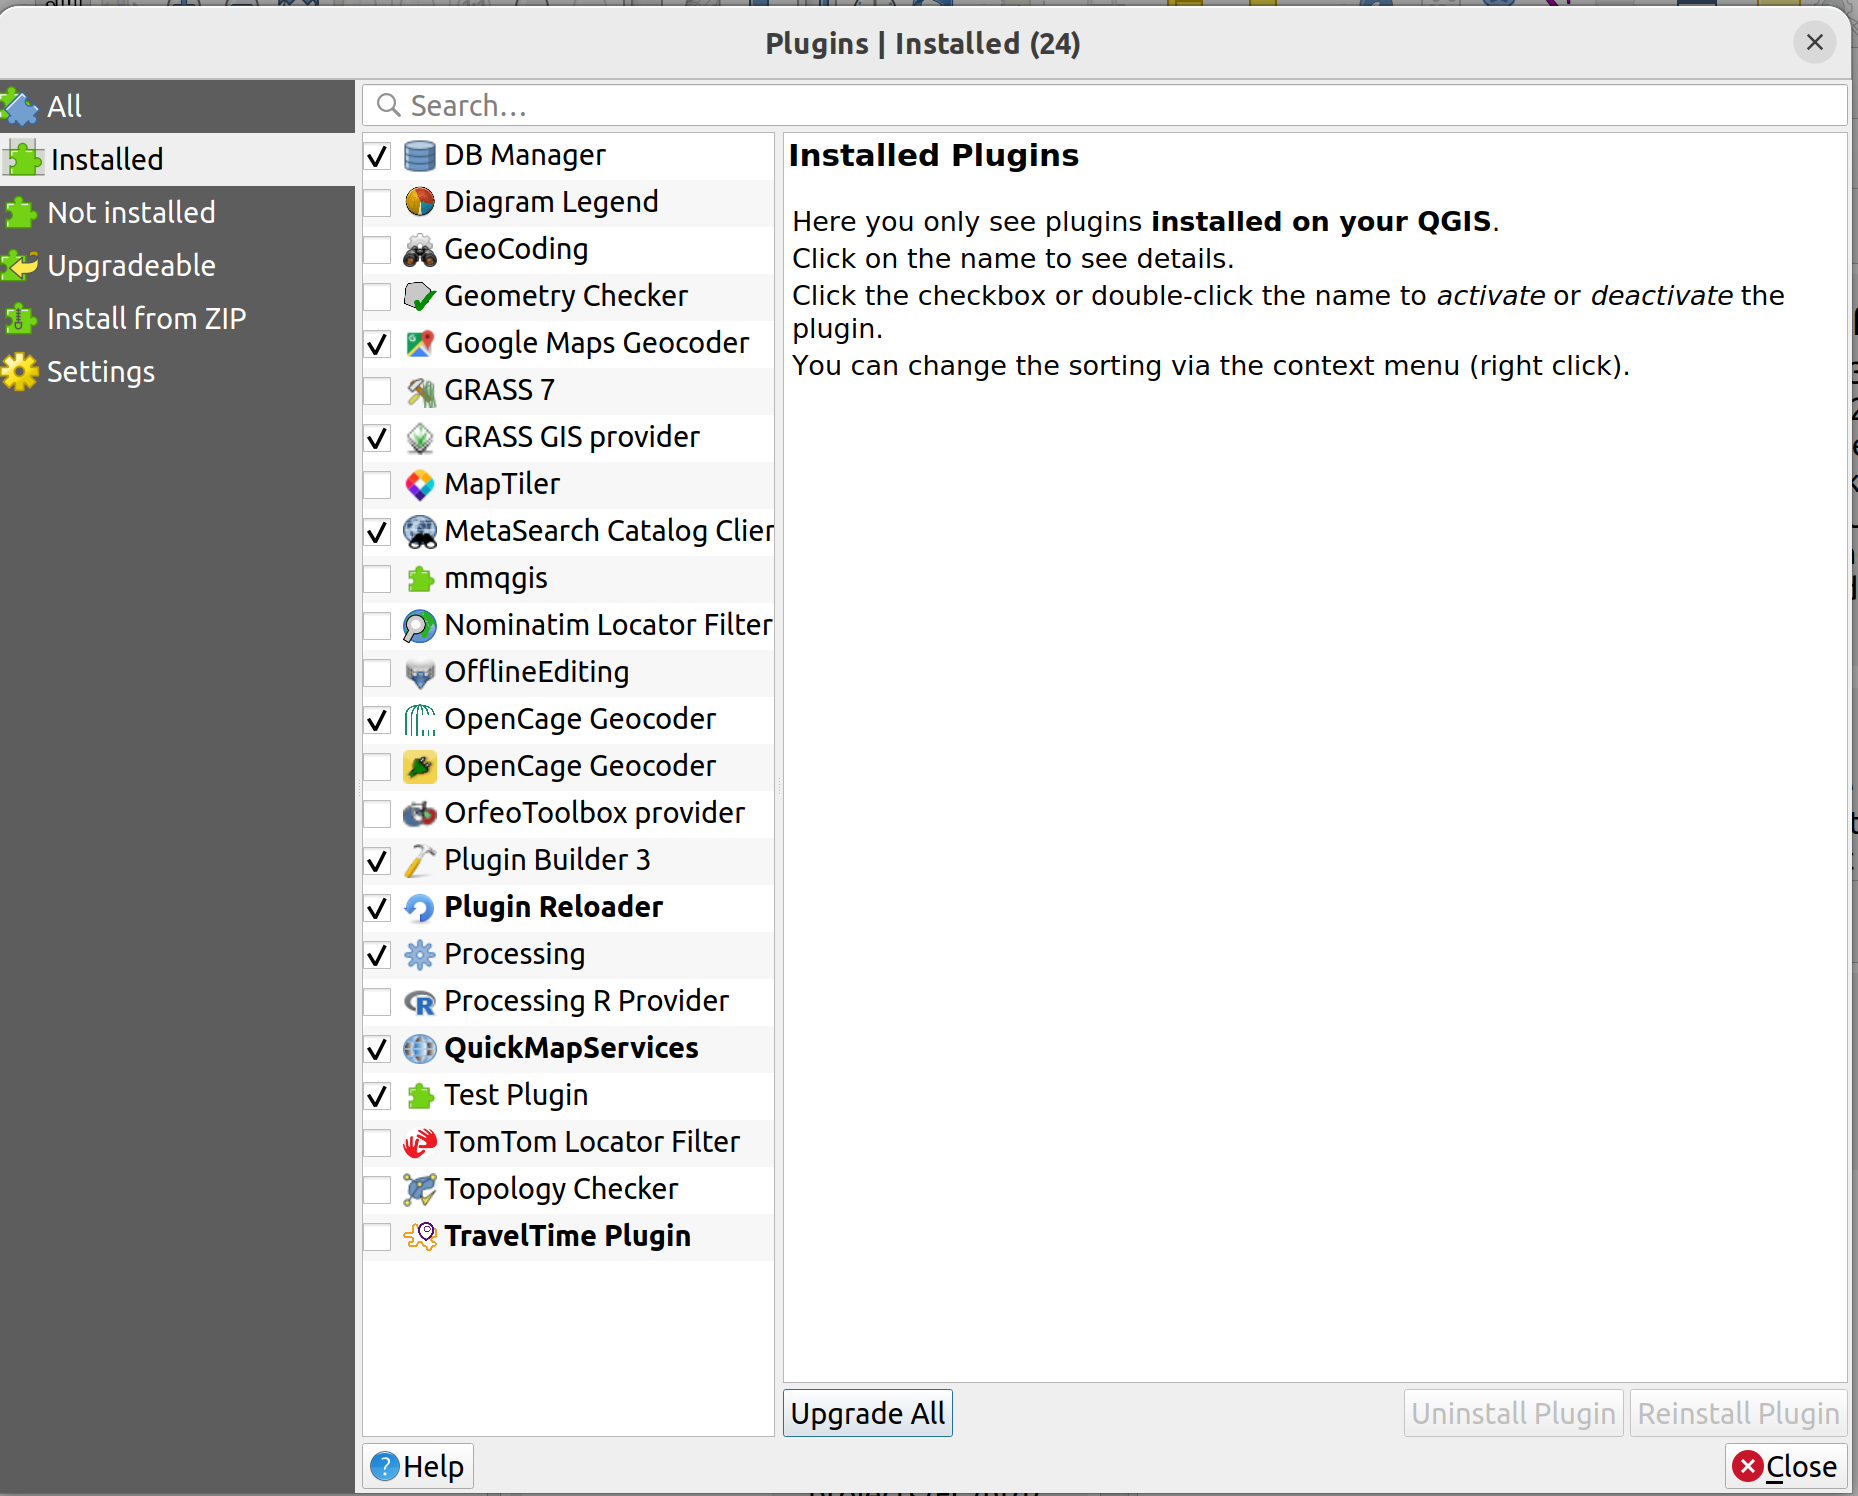 Plugins | Installed (24)
All
Installed
Not installed
Upgradeable
Install from ZIP
Settings
Search...
DB Manager
Diagram Legend
GeoCoding
Geometry Checker
Google Maps Geocoder
GRASS 7
GRASS GIS provider
MapTiler
MetaSearch Catalog Clien
mmqgis
Nominatim Locator Filter
OfflineEditing
OpenCage Geocoder
OpenCage Geocoder
OrfeoToolbox provider
Plugin Builder 3
Plugin Reloader
Processing
Processing R Provider
QuickMapServices
Test Plugin
TomTom Locator Filter
Topology Checker
TravelTime Plugin
Installed Plugins
Here you only see plugins installed on your QGIS.
Click on the name to see details.
Click the checkbox or double-click the name to activate or deactivate the
plugin.
You can change the sorting via the context menu (right click).
Upgrade All
Uninstall Plugin
Reinstall Plugin
Help
Close